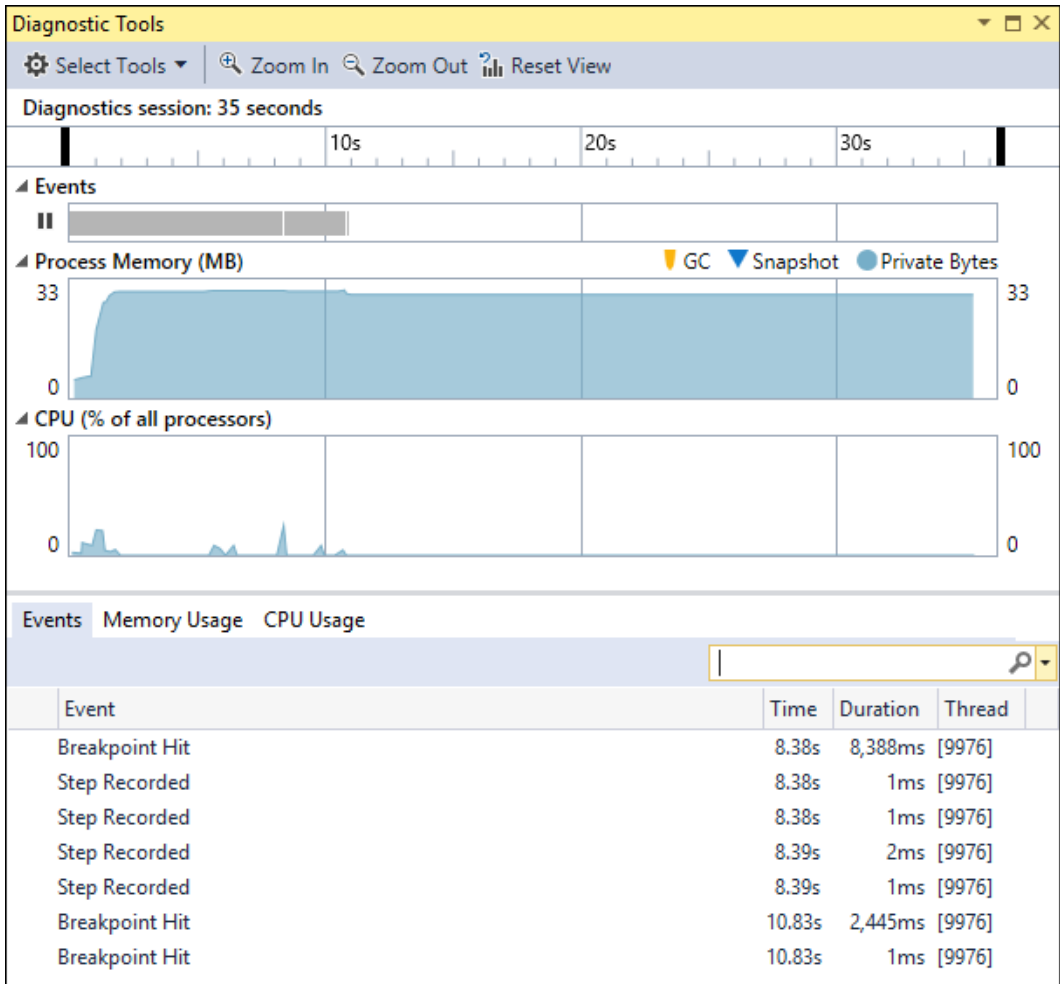 Diagnostic Tools
Select Tools Zoom In Zoom Out Reset View
Diagnostics session: 35 seconds
10s 20s 30s
Events
Process Memory (MB) GC Snapshot Private Bytes
33 33
0 0
CPU (% of all processors)
100 100
0 0
Events Memory Usage CPU Usage
Event Time Duration Thread
Breakpoint Hit 8.38s 8,388ms [9976]
Step Recorded 8.38s 1ms [9976]
Step Recorded 8.38s 1ms [9976]
Step Recorded 8.39s 2ms [9976]
Step Recorded 8.39s 1ms [9976]
Breakpoint Hit 10.83s 2,445ms [9976]
Breakpoint Hit 10.83s 1ms [9976]